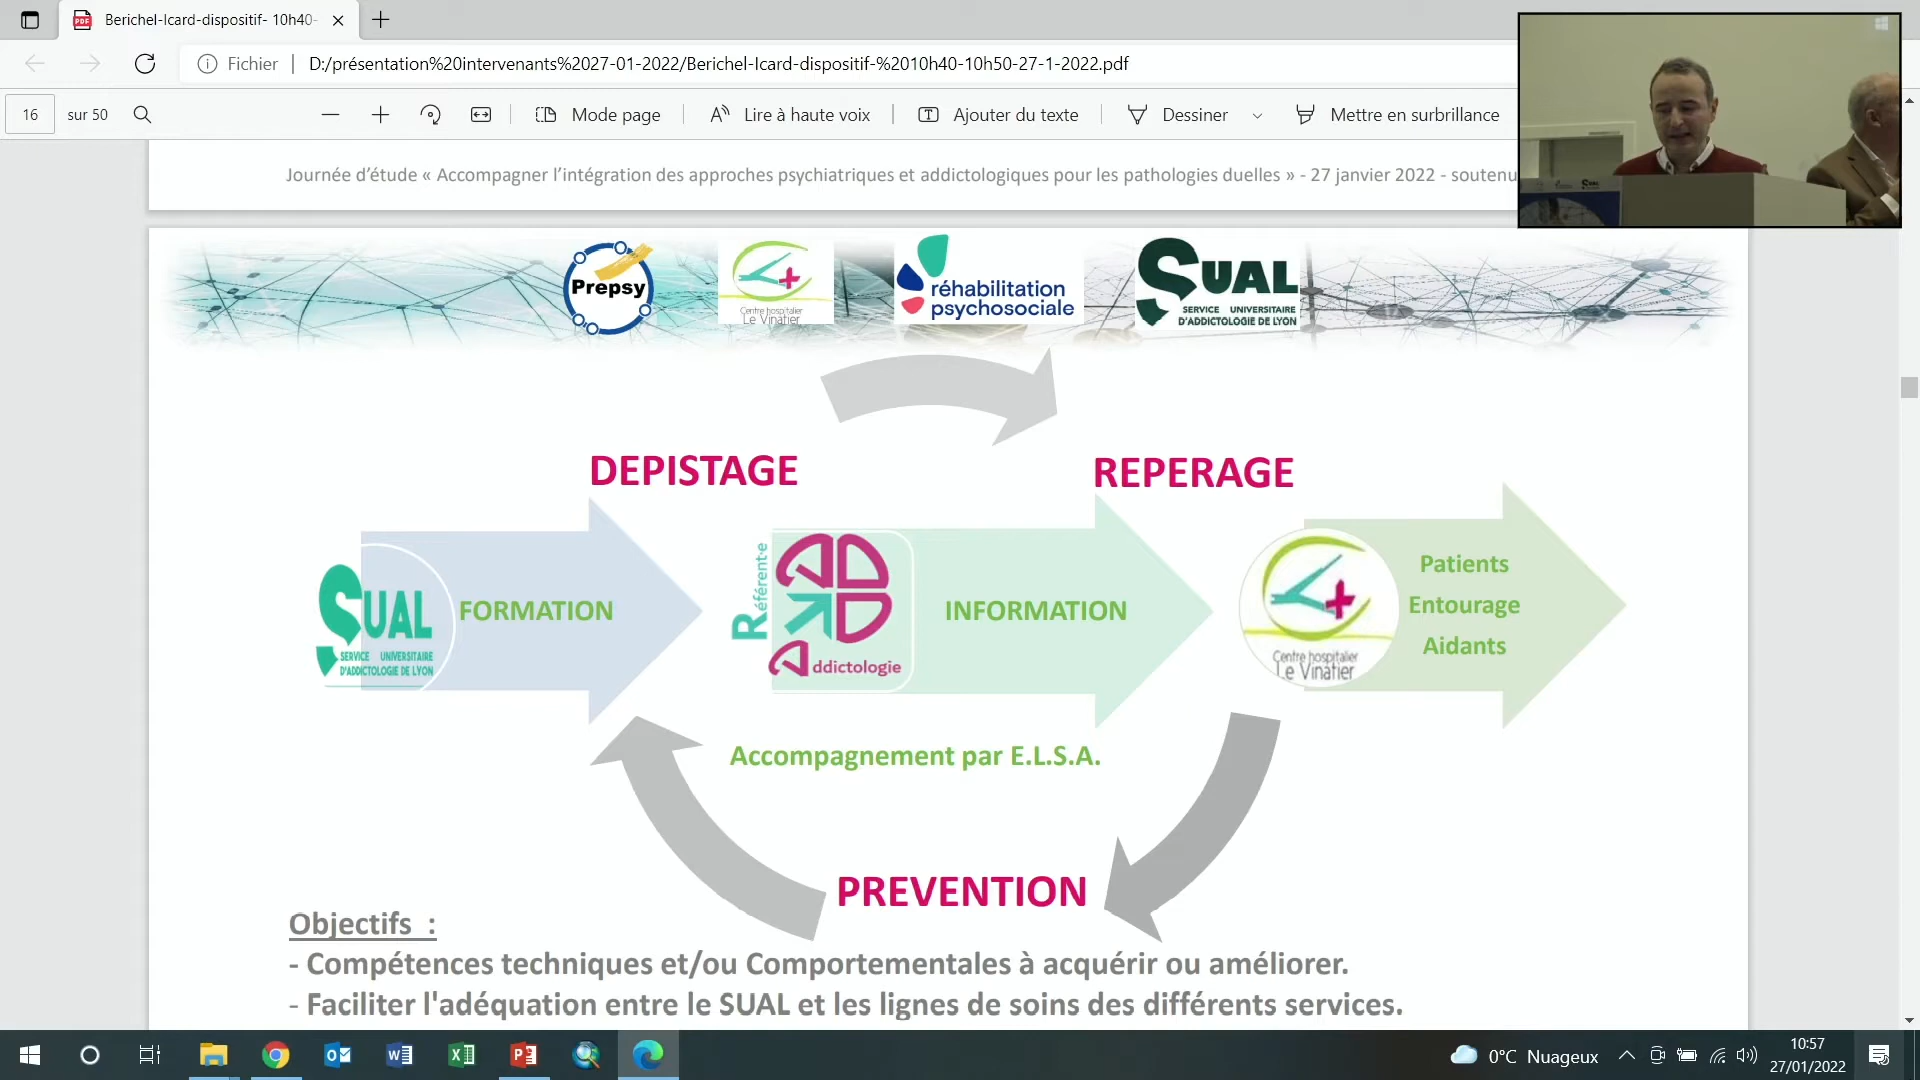 Berichel-Icard-dispositif- 10h40-
Fichier
D:/présentation%20intervenants%2027-01-2022/Berichel-Icard-dispositif-%2010h40-10h50-27-1-2022.pdf
16 sur 50
Mode page
Lire à haute voix
Ajouter du texte
Dessiner
Mettre en surbrillance
Journée d'étude « Accompagner l'intégration des approches psychiatriques et addictologiques pour les pathologies duelles » - 27 janvier 2022 - soutenu
Prepsy
Centre hospitalier
Le Vinatier
réhabilitation
psychosociale
SUAL
SERVICE UNIVERSITAIRE
D'ADDICTOLOGIE DE LYON
DEPISTAGE
REPERAGE
SUAL
SERVICE UNIVERSITAIRE
D'ADDICTOLOGIE DE LYON
FORMATION
Référent·e
Addictologie
INFORMATION
Centre hospitalier
Le Vinatier
Patients
Entourage
Aidants
Accompagnement par E.L.S.A.
PREVENTION
Objectifs :
- Compétences techniques et/ou Comportementales à acquérir ou améliorer.
- Faciliter l'adéquation entre le SUAL et les lignes de soins des différents services.
0°C Nuageux
10:57
27/01/2022